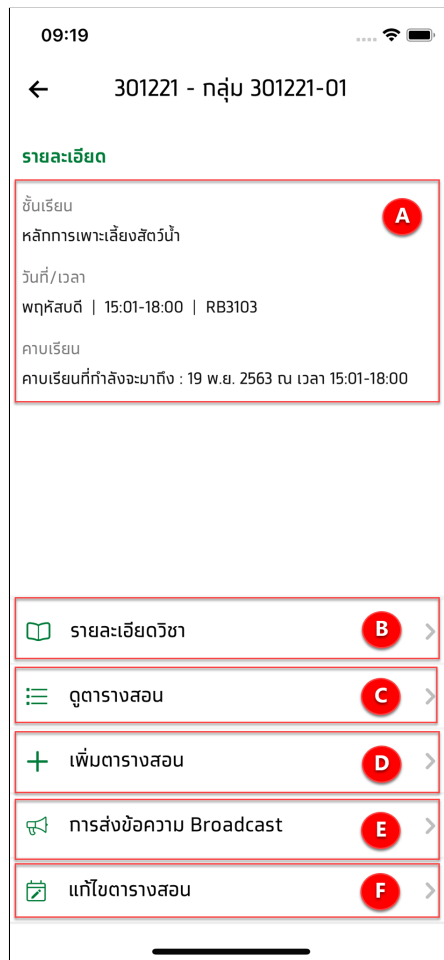 09:19
301221 - กลุ่ม 301221-01
รายละเอียด
ชั้นเรียน
A
หลักการเพาะเลี้ยงสัตว์น้ำ
วันที่/เวลา
พฤหัสบดี | 15:01-18:00 | RB3103
คาบเรียน
คาบเรียนที่กำลังจะมาถึง : 19 พ.ย. 2563 ณ เวลา 15:01-18:00
รายละเอียดวิชา B
ดูตารางสอน C
เพิ่มตารางสอน D
การส่งข้อความ Broadcast E
แก้ไขตารางสอน F